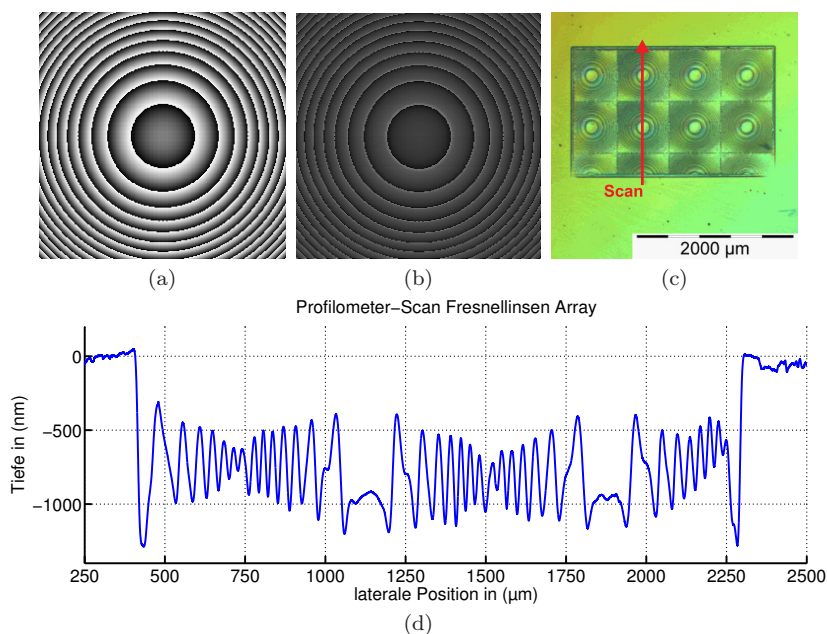 Scan
2000 µm
(a)
(b)
(c)
Profilometer−Scan Fresnellinsen Array
Tiefe in (nm)
0
−500
−1000
250
500
750
1000
1250
1500
1750
2000
2250
2500
laterale Position in (µm)
(d)